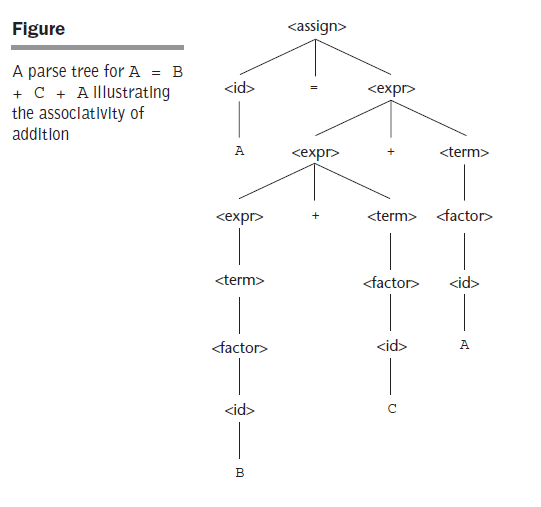 Figure
A parse tree for A = B
+ C + A illustrating
the associativity of
addition
<assign>
<id> = <expr>
A <expr> + <term>
<expr> + <term> <factor>
<term> <factor> <id>
<factor> <id> A
<id> C
B